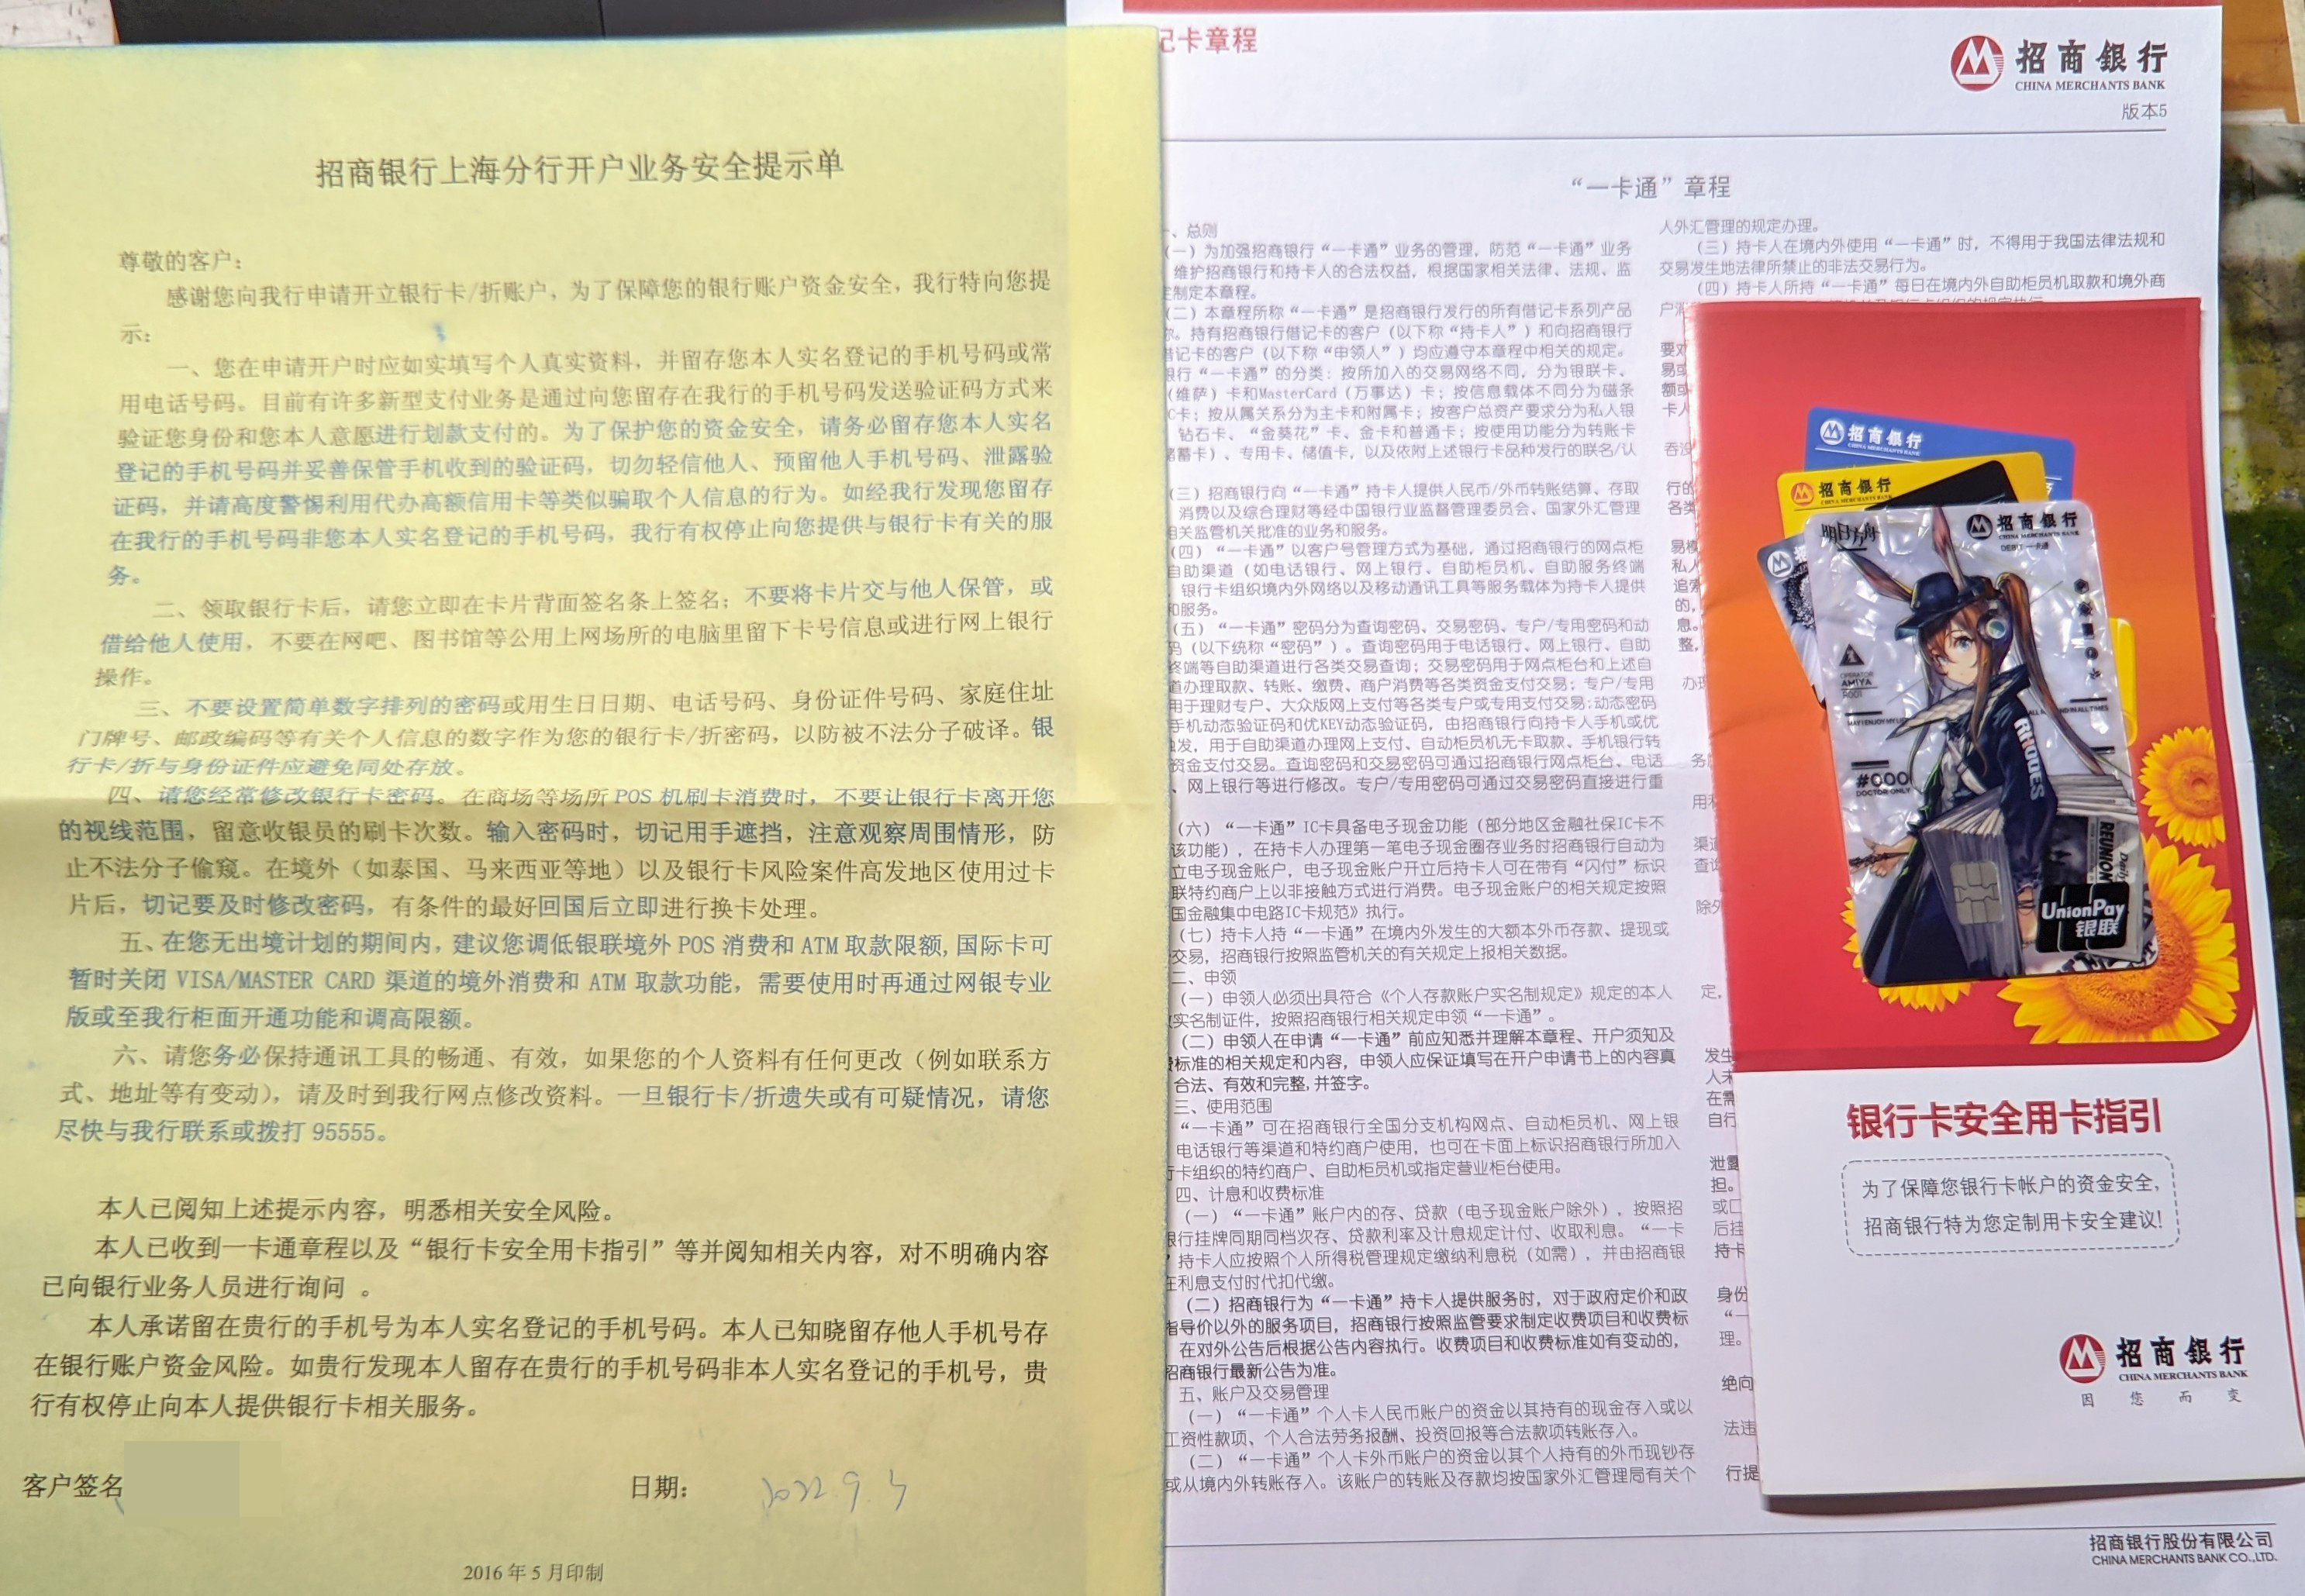 招商银行上海分行开户业务安全提示单
尊敬的客户：
感谢您向我行申请开立银行卡/折账户，为了保障您的银行账户资金安全，我行特向您提
示：
一、您在申请开户时应如实填写个人真实资料，并留存您本人实名登记的手机号码或常
用电话号码。目前有许多新型支付业务是通过向您留存在我行的手机号码发送验证码方式来
验证您身份和您本人意愿进行划款支付的。为了保护您的资金安全，请务必留存您本人实名
登记的手机号码并妥善保管手机收到的验证码，切勿轻信他人、预留他人手机号码、泄露验
证码，并请高度警惕利用代办高额信用卡等类似骗取个人信息的行为。如经我行发现您留存
在我行的手机号码非您本人实名登记的手机号码，我行有权停止向您提供与银行卡有关的服
务。
二、领取银行卡后，请您立即在卡片背面签名条上签名；不要将卡片交与他人保管，或
借给他人使用，不要在网吧、图书馆等公用上网场所的电脑里留下卡号信息或进行网上银行
操作。
三、不要设置简单数字排列的密码或用生日日期、电话号码、身份证件号码、家庭住址
门牌号、邮政编码等有关个人信息的数字作为您的银行卡/折密码，以防被不法分子破译。银
行卡/折与身份证件应避免同处存放。
四、请您经常修改银行卡密码。在商场等场所 POS 机刷卡消费时，不要让银行卡离开您
的视线范围，留意收银员的刷卡次数。输入密码时，切记用手遮挡，注意观察周围情形，防
止不法分子偷窥。在境外（如泰国、马来西亚等地）以及银行卡风险案件高发地区使用过卡
片后，切记要及时修改密码，有条件的最好回国后立即进行换卡处理。
五、在您无出境计划的期间内，建议您调低银联境外 POS 消费和 ATM 取款限额,国际卡可
暂时关闭 VISA/MASTER CARD 渠道的境外消费和 ATM 取款功能，需要使用时再通过网银专业
版或至我行柜面开通功能和调高限额。
六、请您务必保持通讯工具的畅通、有效，如果您的个人资料有任何更改（例如联系方
式、地址等有变动），请及时到我行网点修改资料。一旦银行卡/折遗失或有可疑情况，请您
尽快与我行联系或拨打 95555。
本人已阅知上述提示内容，明悉相关安全风险。
本人已收到一卡通章程以及“银行卡安全用卡指引”等并阅知相关内容，对不明确内容
已向银行业务人员进行询问 。
本人承诺留在贵行的手机号为本人实名登记的手机号码。本人已知晓留存他人手机号存
在银行账户资金风险。如贵行发现本人留存在贵行的手机号码非本人实名登记的手机号，贵
行有权停止向本人提供银行卡相关服务。
客户签名
日期：
2022.9.
2016 年 5 月印制
记卡章程
招商银行
CHINA MERCHANTS BANK
版本5
“一卡通”章程
、总则
（一）为加强招商银行“一卡通”业务的管理，防范“一卡通”业务
维护招商银行和持卡人的合法权益，根据国家相关法律、法规、监
制定本章程。
（二）本章程所称“一卡通”是招商银行发行的所有借记卡系列产品
。持有招商银行借记卡的客户（以下称“持卡人”）和向招商银行
借记卡的客户（以下称“申领人”）均应遵守本章程中相关的规定。
银行“一卡通”的分类：按所加入的交易网络不同，分为银联卡、
（维萨）卡和MasterCard（万事达）卡；按信息载体不同分为磁条
C卡；按从属关系分为主卡和附属卡；按客户总资产要求分为私人银
钻石卡、“金葵花”卡、金卡和普通卡；按使用功能分为转账卡
储蓄卡）、专用卡、储值卡，以及依附上述银行卡品种发行的联名/认
（三）招商银行向“一卡通”持卡人提供人民币/外币转账结算、存取
消费以及综合理财等经中国银行业监督管理委员会、国家外汇管理
相关监管机关批准的业务和服务。
（四）“一卡通”以客户号管理方式为基础，通过招商银行的网点柜
自助渠道（如电话银行、网上银行、自助柜员机、自助服务终端
，银行卡组织境内外网络以及移动通讯工具等服务载体为持卡人提供
和服务。
（五）“一卡通”密码分为查询密码、交易密码、专户/专用密码和动
码（以下统称“密码”）。查询密码用于电话银行、网上银行、自助
终端等自助渠道进行各类交易查询；交易密码用于网点柜台和上述自
道办理取款、转账、缴费、商户消费等各类资金支付交易；专户/专用
用于理财专户、大众版网上支付等各类专户或专用支付交易;动态密码
手机动态验证码和优KEY动态验证码，由招商银行向持卡人手机或优
发，用于自助渠道办理网上支付、自动柜员机无卡取款、手机银行转
资金支付交易。查询密码和交易密码可通过招商银行网点柜台、电话
、网上银行等进行修改。专户/专用密码可通过交易密码直接进行重
（六）“一卡通”IC卡具备电子现金功能（部分地区金融社保IC卡不
该功能），在持卡人办理第一笔电子现金圈存业务时招商银行自动为
立电子现金账户，电子现金账户开立后持卡人可在带有“闪付”标识
联特约商户上以非接触方式进行消费。电子现金账户的相关规定按照
国金融集中电路IC卡规范》执行。
（七）持卡人持“一卡通”在境内外发生的大额本外币存款、提现或
交易，招商银行按照监管机关的有关规定上报相关数据。
二、申领
（一）申领人必须出具符合《个人存款账户实名制规定》规定的本人
实名制证件，按照招商银行相关规定申领“一卡通”。
（二）申领人在申请“一卡通”前应知悉并理解本章程、开户须知及
标准的相关规定和内容，申领人应保证填写在开户申请书上的内容真
合法、有效和完整,并签字。
三、使用范围
“一卡通”可在招商银行全国分支机构网点、自动柜员机、网上银
电话银行等渠道和特约商户使用，也可在卡面上标识招商银行所加入
行卡组织的特约商户、自助柜员机或指定营业柜台使用。
四、计息和收费标准
（一）“一卡通”账户内的存、贷款（电子现金账户除外），按照招
银行挂牌同期同档次存、贷款利率及计息规定计付、收取利息。“一卡
”持卡人应按照个人所得税管理规定缴纳利息税（如需），并由招商银
在利息支付时代扣代缴。
（二）招商银行为“一卡通”持卡人提供服务时，对于政府定价和政
指导价以外的服务项目，招商银行按照监管要求制定收费项目和收费标
在对外公告后根据公告内容执行。收费项目和收费标准如有变动的，
招商银行最新公告为准。
五、账户及交易管理
（一）“一卡通”个人卡人民币账户的资金以其持有的现金存入或以
工资性款项、个人合法劳务报酬、投资回报等合法款项转账存入。
（二）“一卡通”个人卡外币账户的资金以其个人持有的外币现钞存
或从境内外转账存入。该账户的转账及存款均按国家外汇管理局有关个
人外汇管理的规定办理。
（三）持卡人在境内外使用“一卡通”时，不得用于我国法律法规和
交易发生地法律所禁止的非法交易行为。
（四）持卡人所持“一卡通”每日在境内外自助柜员机取款和境外商
户
要
易或
额或
卡人
吞没
行的
各类
易模
私人
追索
的，
息。
整，
办理
务
用
渠道
查询
除外
定，
发生
人未
在需
自行
泄露
担。
后挂
持卡
身份
“一
理。
绝向
法违
行提
招商银行
CHINA MERCHANTS BANK
招商银行
CHINA MERCHANTS BANK
招
明日方舟
招商银行
CHINA MERCHANTS BANK
DEBIT 一卡通
OPERATOR
AMIYA
R001
RHODES
#000
DOCTOR ONLY
REUNION
Daily
UnionPay
银联
银行卡安全用卡指引
为了保障您银行卡帐户的资金安全,
招商银行特为您定制用卡安全建议!
招商银行
CHINA MERCHANTS BANK
因您而变
招商银行股份有限公司
CHINA MERCHANTS BANK CO.,LTD.